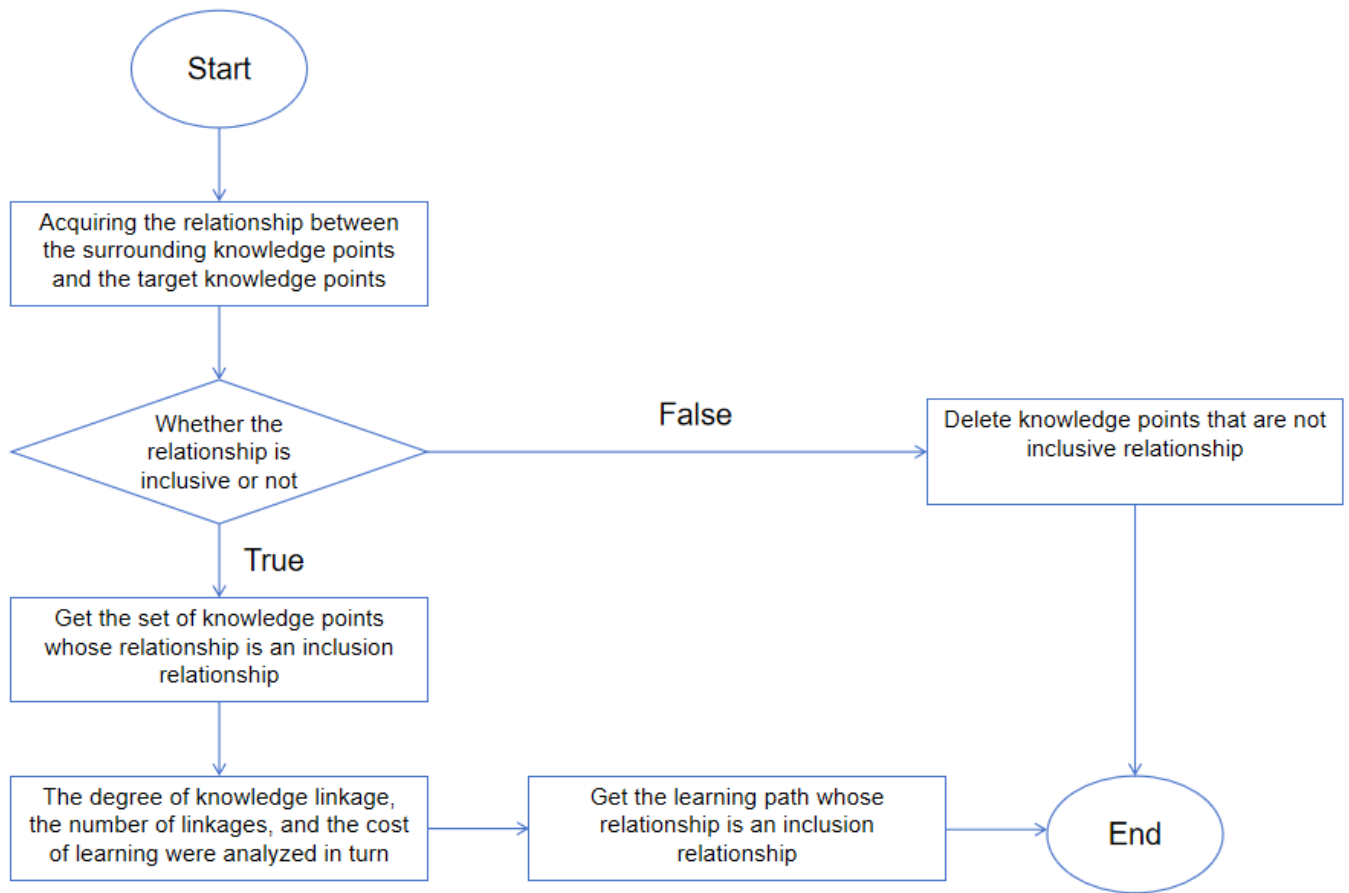 Start
Acquiring the relationship between
the surrounding knowledge points
and the target knowledge points
Whether the
relationship is
inclusive or not
False
Delete knowledge points that are not
inclusive relationship
True
Get the set of knowledge points
whose relationship is an inclusion
relationship
The degree of knowledge linkage,
the number of linkages, and the cost
of learning were analyzed in turn
Get the learning path whose
relationship is an inclusion
relationship
End